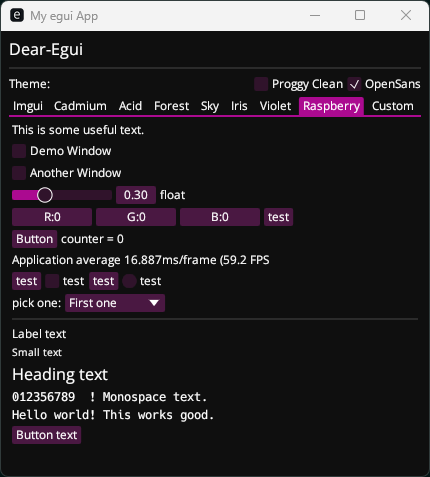 e My egui App
Dear-Egui
Theme: Proggy Clean OpenSans
Imgui Cadmium Acid Forest Sky Iris Violet Raspberry Custom
This is some useful text.
Demo Window
Another Window
0.30 float
R:0 G:0 B:0 test
Button counter = 0
Application average 16.887ms/frame (59.2 FPS
test test test test
pick one: First one
Label text
Small text
Heading text
012356789  ! Monospace text.
Hello world! This works good.
Button text